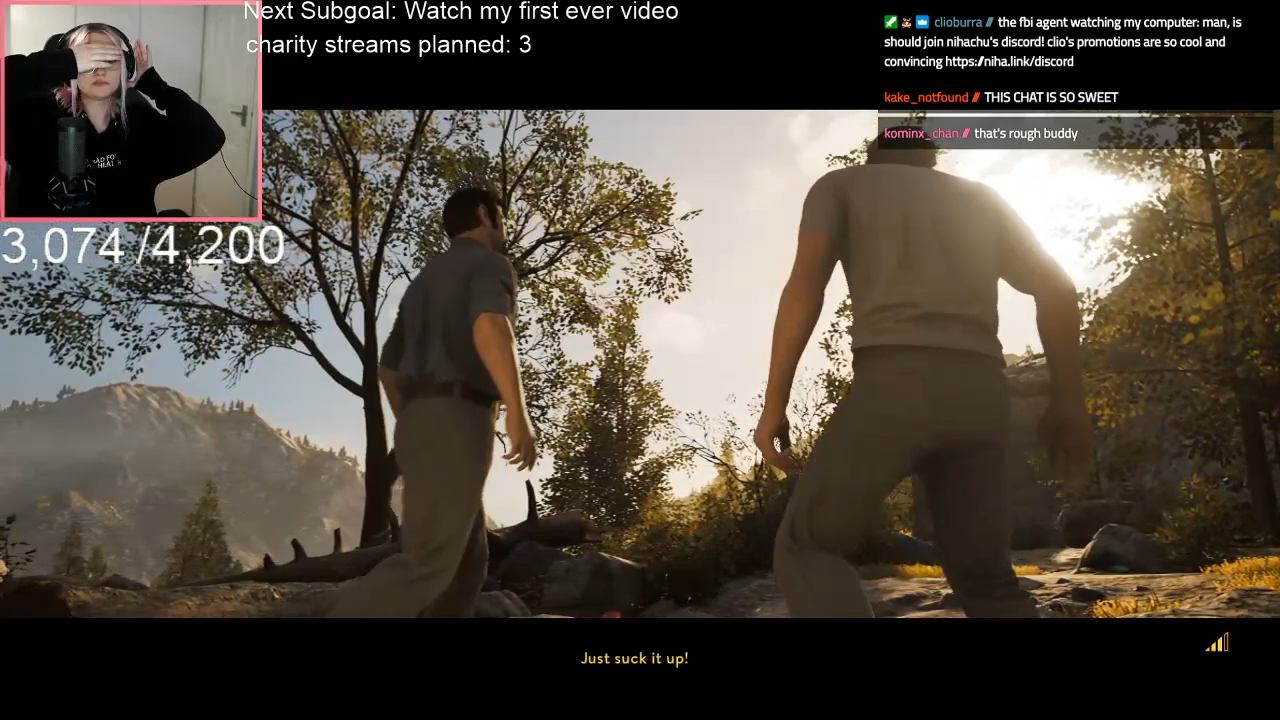 Next Subgoal: Watch my first ever video
charity streams planned: 3
clioburra // the fbi agent watching my computer: man, is
should join nihachu's discord! clio's promotions are so cool and
convincing https://niha.link/discord
kake_notfound // THIS CHAT IS SO SWEET
kominx_chan // that's rough buddy
3,074 /4,200
Just suck it up!